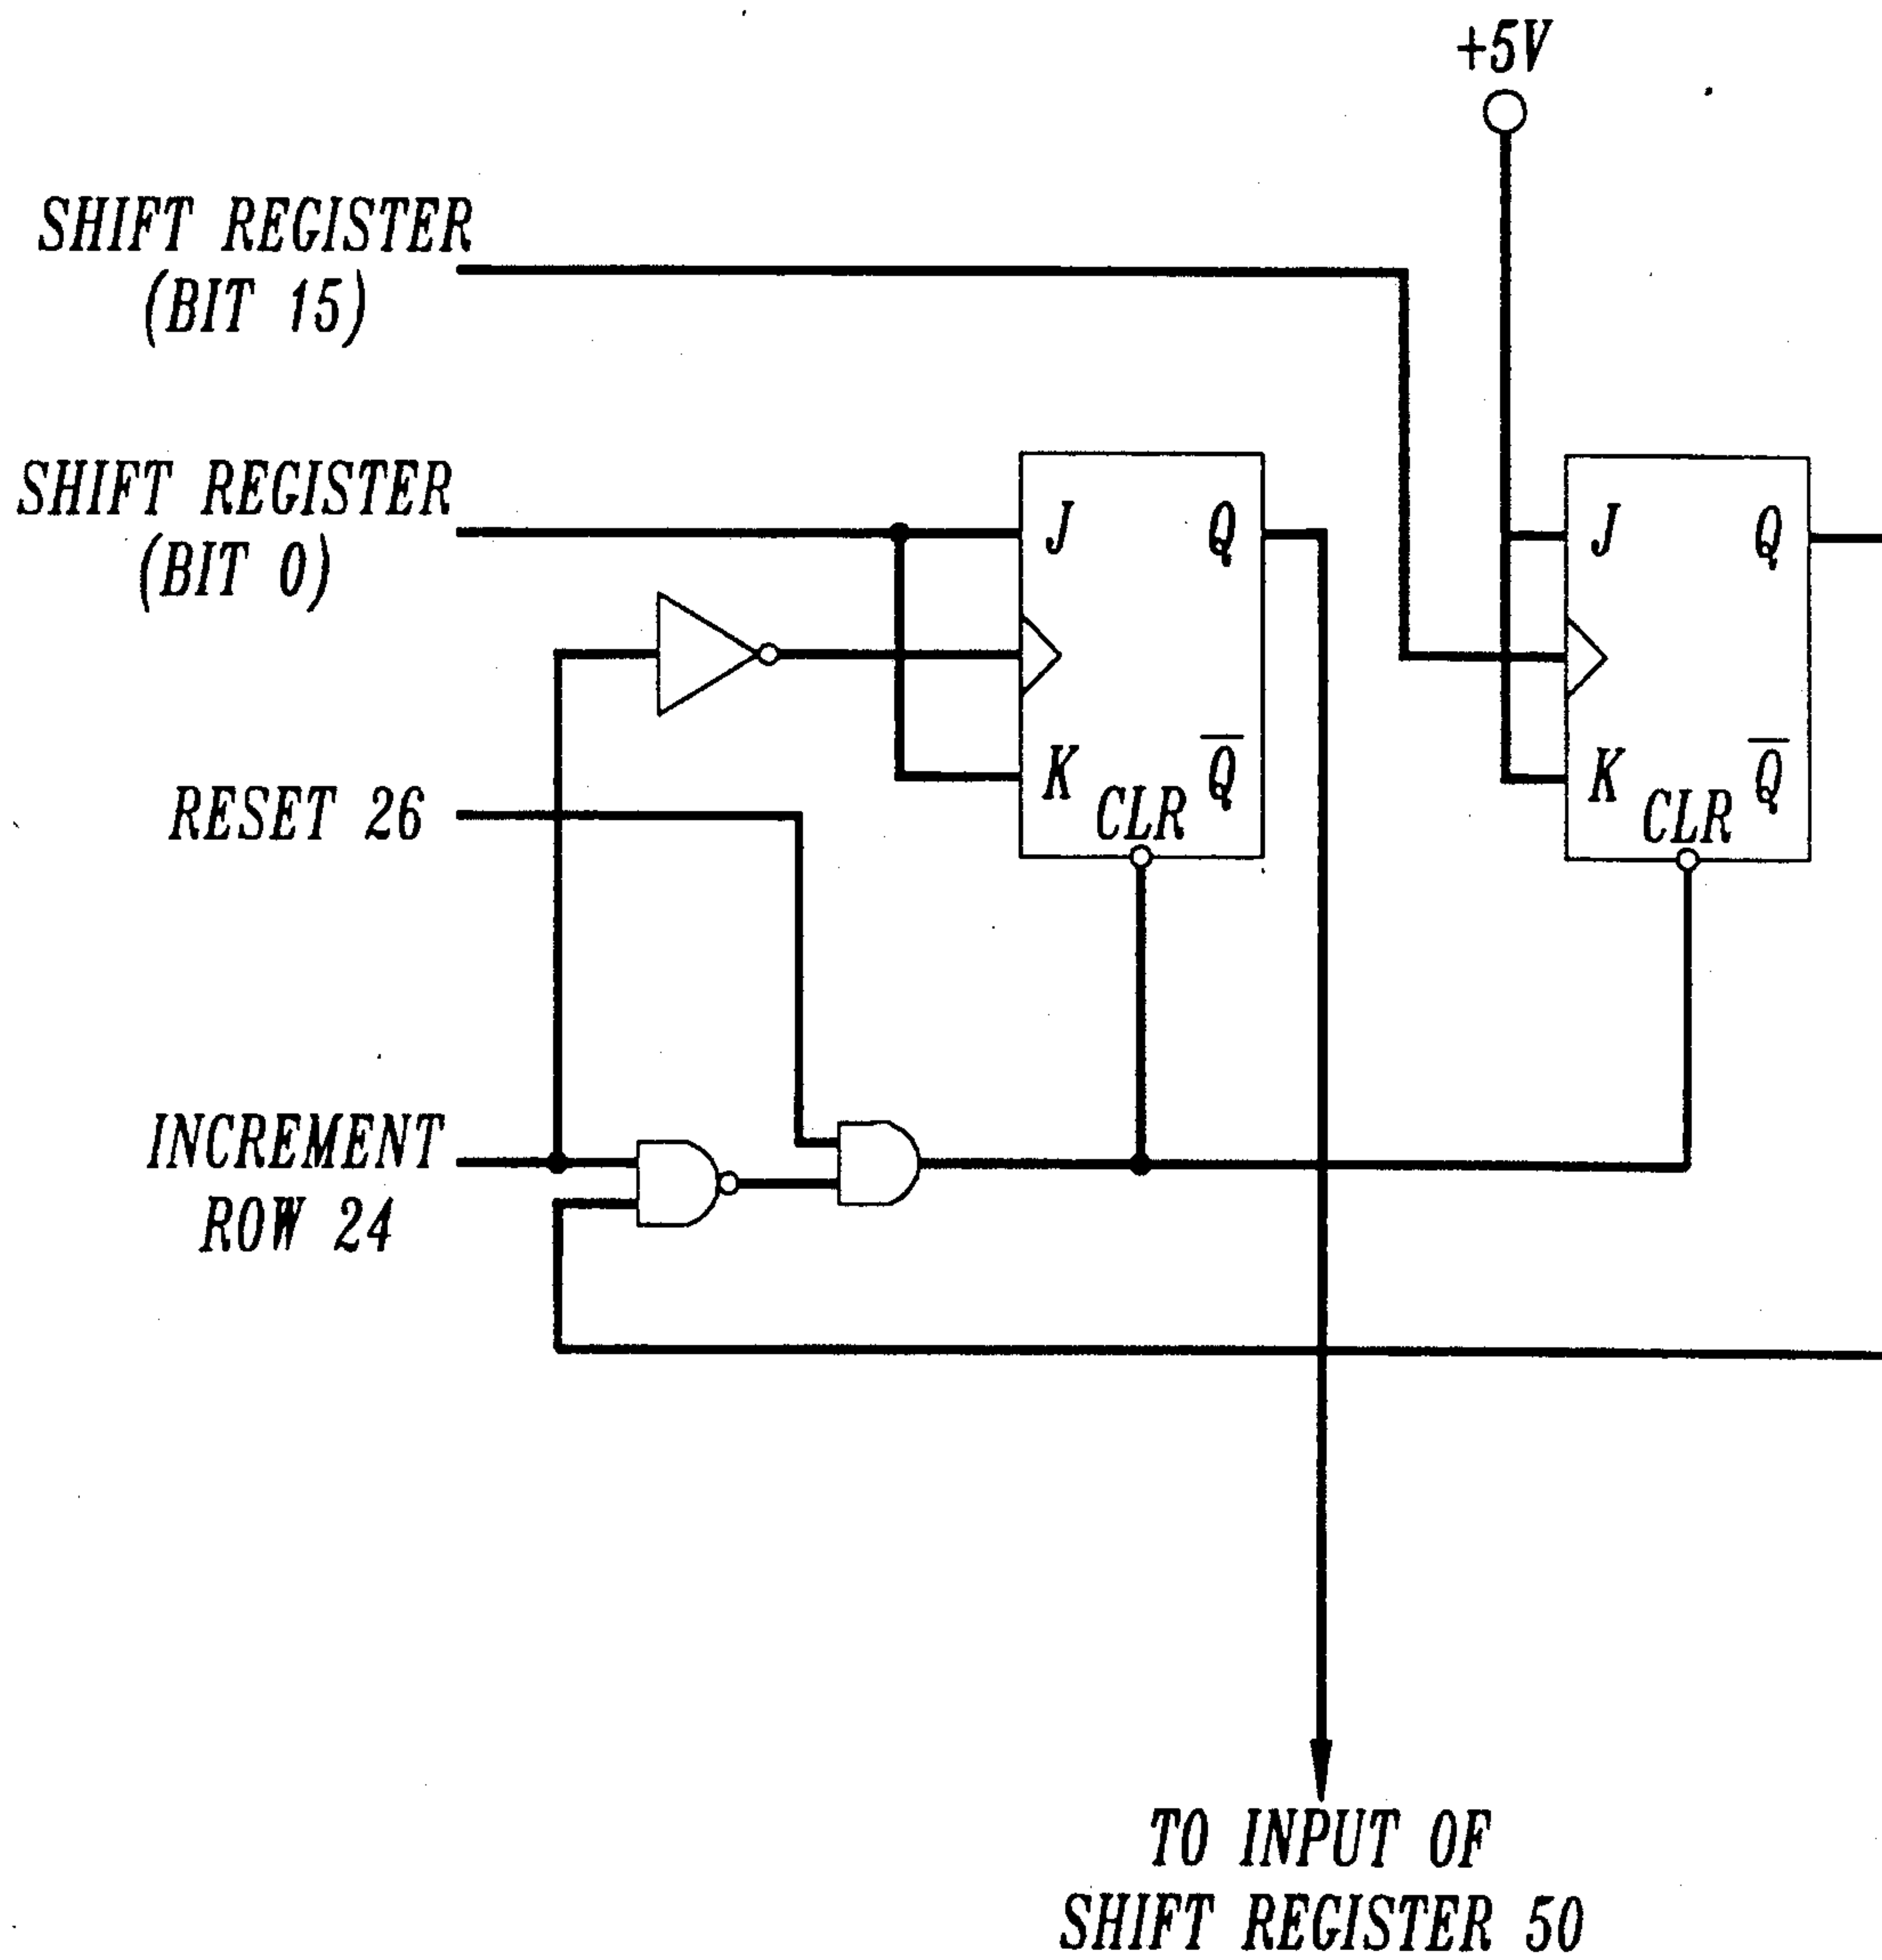 +5V
SHIFT REGISTER
(BIT 15)
SHIFT REGISTER
(BIT 0)
J Q
K Q̅
CLR
J Q
K Q̅
CLR
RESET 26
INCREMENT
ROW 24
TO INPUT OF
SHIFT REGISTER 50